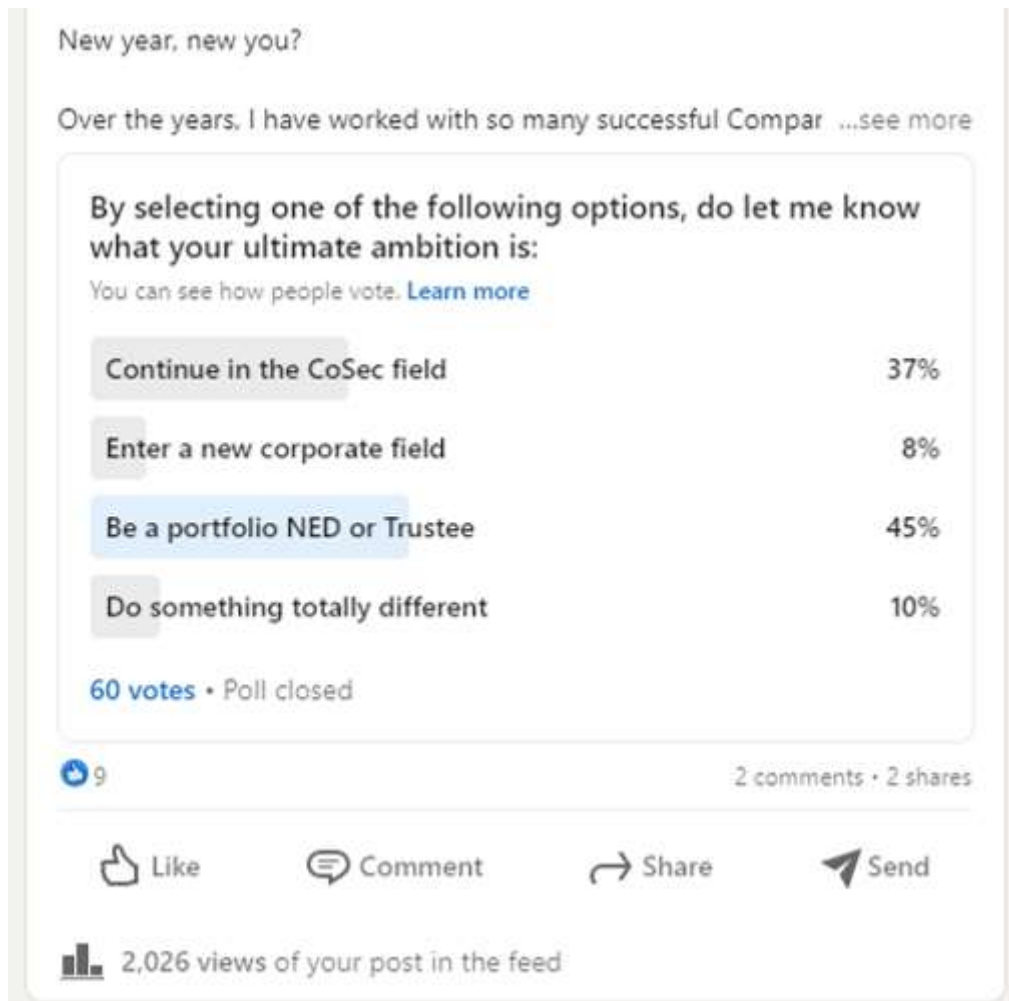 New year, new you?
Over the years, I have worked with so many successful Compar ...see more
By selecting one of the following options, do let me know
what your ultimate ambition is:
You can see how people vote. Learn more
Continue in the CoSec field 37%
Enter a new corporate field 8%
Be a portfolio NED or Trustee 45%
Do something totally different 10%
60 votes • Poll closed
9 2 comments • 2 shares
Like Comment Share Send
2,026 views of your post in the feed